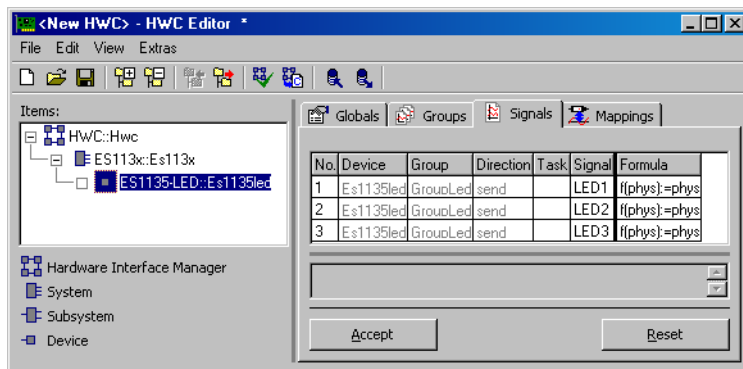 <New HWC> - HWC Editor *
File Edit View Extras
Items:
HWC::Hwc
ES113x::Es113x
ES1135-LED::Es1135led
Hardware Interface Manager
System
Subsystem
Device
Globals Groups Signals Mappings
No. Device Group Direction Task Signal Formula
1 Es1135led GroupLed send LED1 f(phys):=phys
2 Es1135led GroupLed send LED2 f(phys):=phys
3 Es1135led GroupLed send LED3 f(phys):=phys
Accept Reset